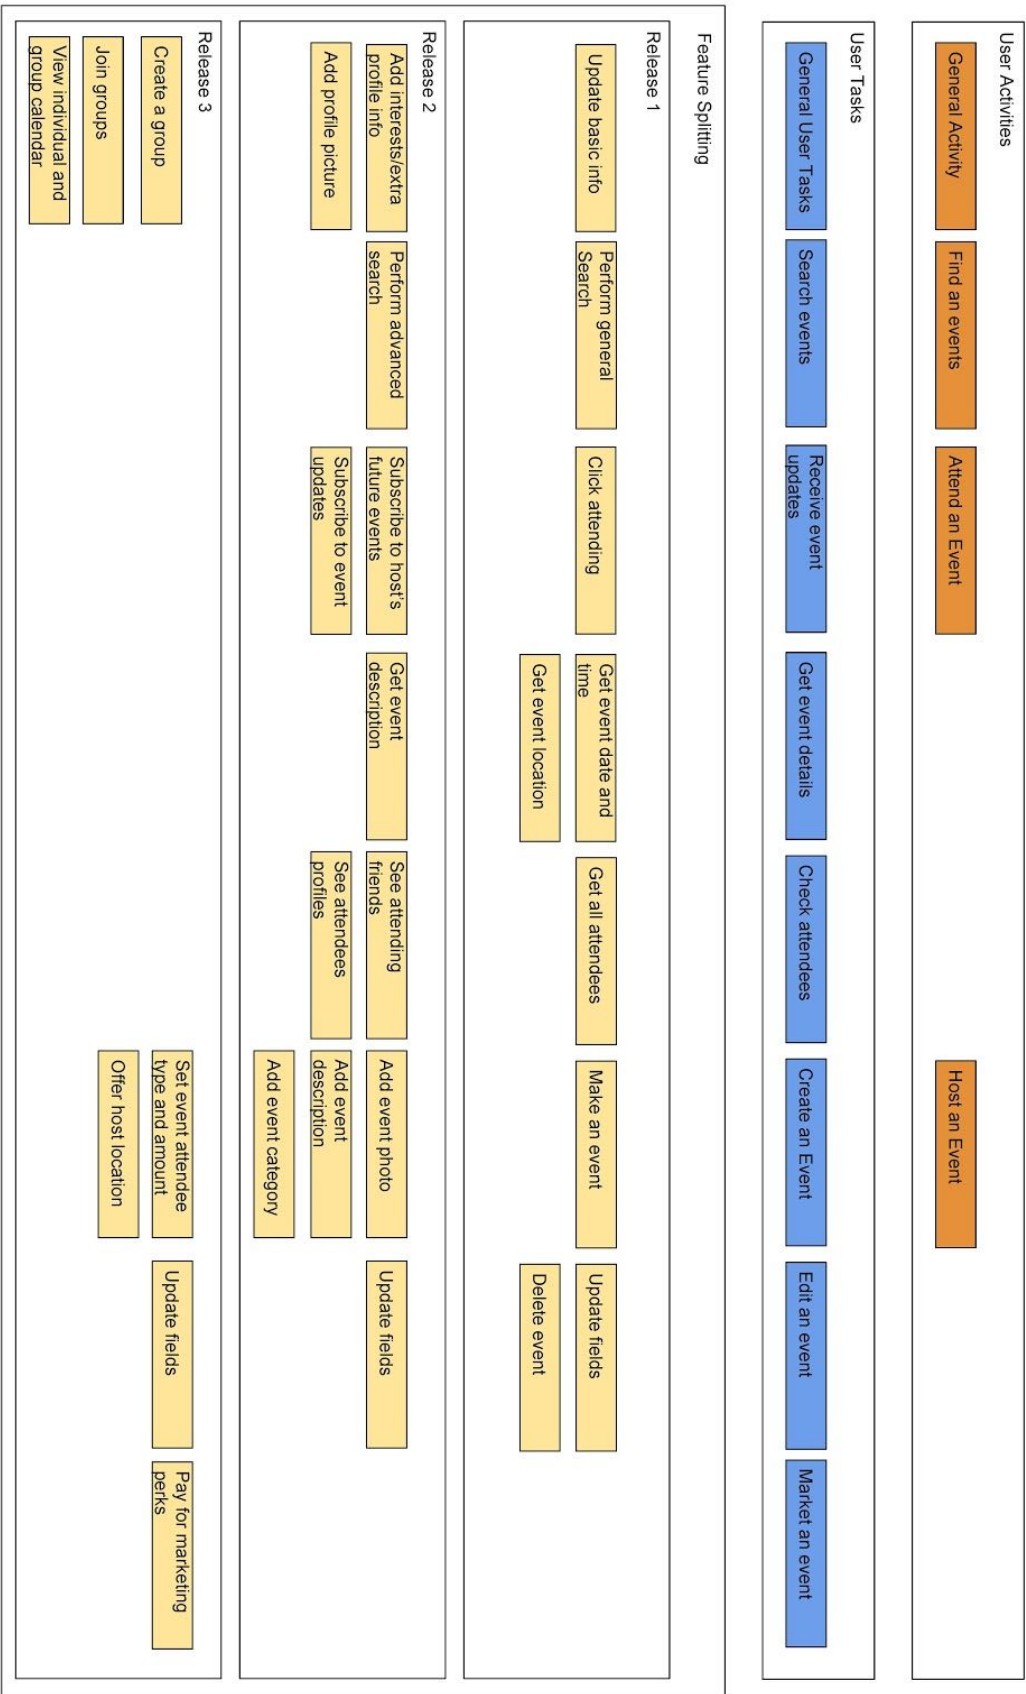 User Activities
General Activity
Find an events
Attend an Event
Host an Event
User Tasks
General User Tasks
Search events
Receive event
updates
Get event details
Check attendees
Create an Event
Edit an event
Market an event
Feature Splitting
Release 1
Update basic info
Perform general
Search
Click attending
Get event date and
time
Get event location
Get all attendees
Make an event
Update fields
Delete event
Release 2
Add interests/extra
profile info
Add profile picture
Perform advanced
search
Subscribe to host's
future events
Subscribe to event
updates
Get event
description
See attending
friends
See attendees
profiles
Add event photo
Add event
description
Add event category
Update fields
Release 3
Create a group
Join groups
View individual and
group calendar
Set event attendee
type and amount
Offer host location
Update fields
Pay for marketing
perks